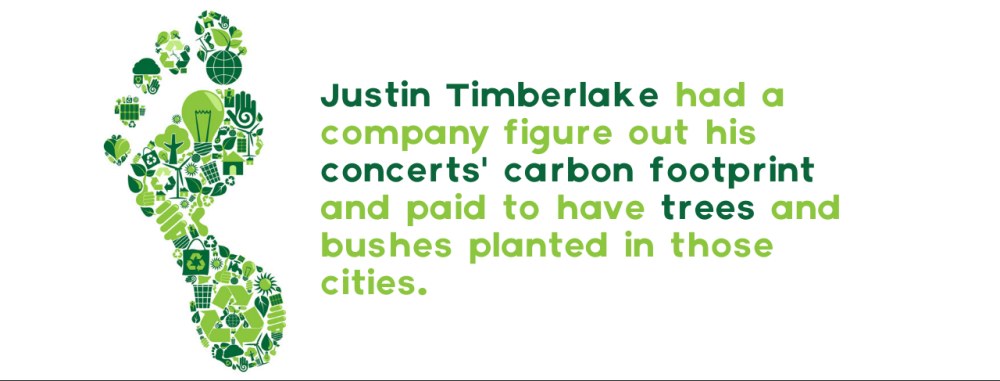 Justin Timberlake had a
company figure out his
concerts' carbon footprint
and paid to have trees and
bushes planted in those
cities.